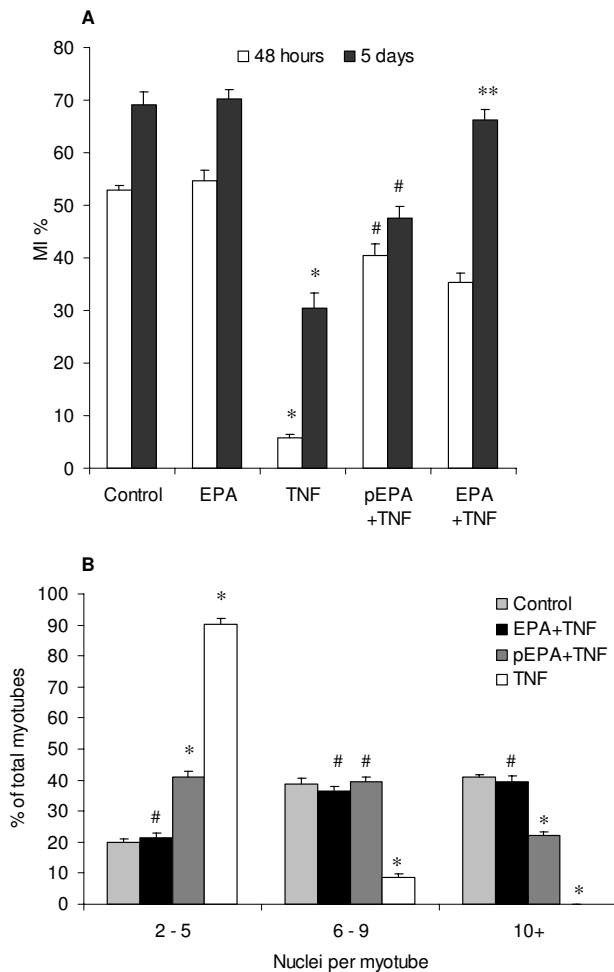 A
48 hours 5 days
80
70
60
50
40
30
20
10
0
MI %
* * # # **
Control EPA TNF pEPA +TNF EPA +TNF
B
Control
EPA+TNF
pEPA+TNF
TNF
100
90
80
70
60
50
40
30
20
10
0
% of total myotubes
# * * # # * # * *
2 - 5 6 - 9 10+
Nuclei per myotube